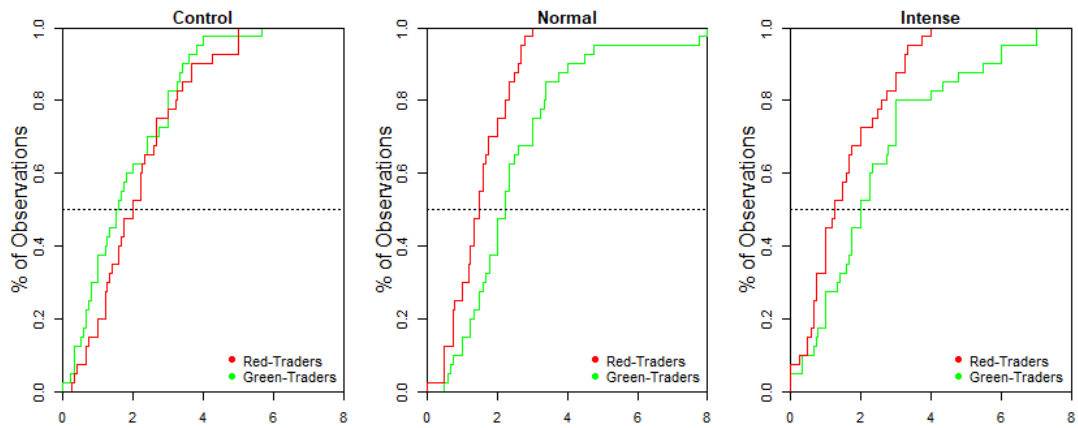 Control
% of Observations
0.0 0.2 0.4 0.6 0.8 1.0
Red-Traders
Green-Traders
0 2 4 6 8
Normal
% of Observations
0.0 0.2 0.4 0.6 0.8 1.0
Red-Traders
Green-Traders
0 2 4 6 8
Intense
% of Observations
0.0 0.2 0.4 0.6 0.8 1.0
Red-Traders
Green-Traders
0 2 4 6 8